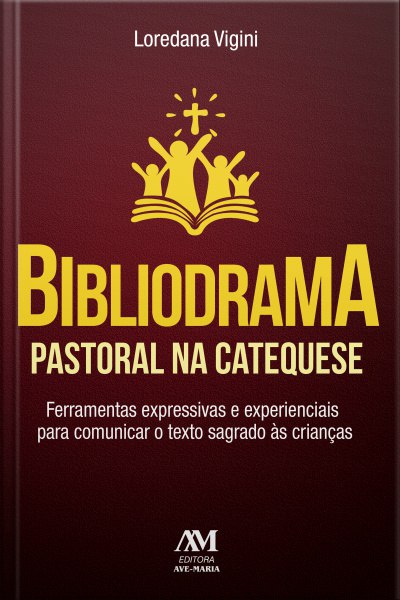 Loredana Vigini
BIBLIODRAMA
PASTORAL NA CATEQUESE
Ferramentas expressivas e experienciais
para comunicar o texto sagrado às crianças
AM
EDITORA
AVE-MARIA